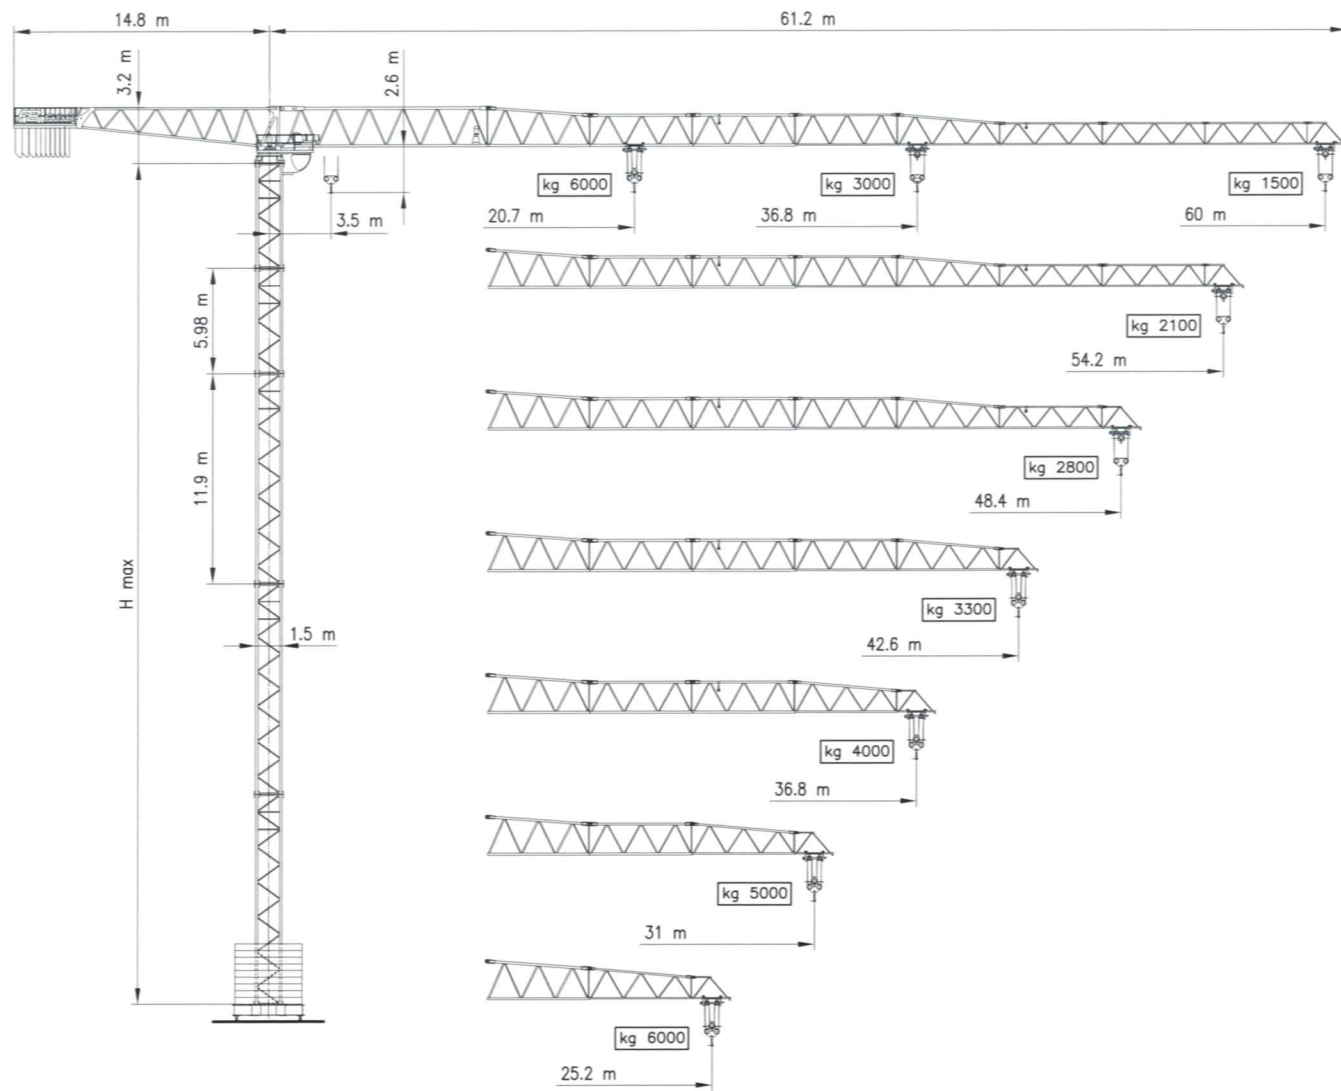 14.8 m
61.2 m
3.2 m
2.6 m
kg 6000
kg 3000
kg 1500
20.7 m
36.8 m
60 m
3.5 m
5.98 m
kg 2100
54.2 m
11.9 m
kg 2800
48.4 m
H max
kg 3300
1.5 m
42.6 m
kg 4000
36.8 m
kg 5000
31 m
kg 6000
25.2 m